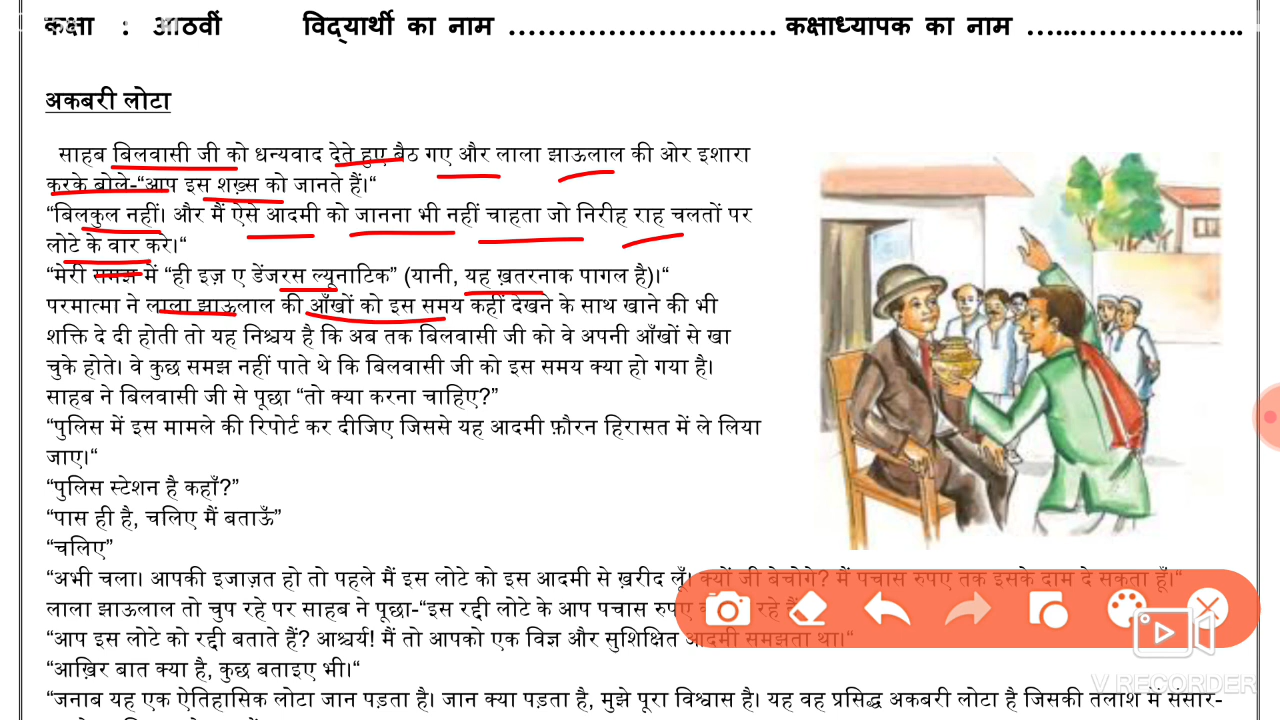 कक्षा : आठवीं विद्यार्थी का नाम ........................... कक्षाध्यापक का नाम ........................
अकबरी लोटा
साहब बिलवासी जी को धन्यवाद देते हुए बैठ गए और लाला झाऊलाल की ओर इशारा
करके बोले-“आप इस शख़्स को जानते हैं।“
“बिलकुल नहीं। और मैं ऐसे आदमी को जानना भी नहीं चाहता जो निरीह राह चलतों पर
लोटे के वार करे।“
“मेरी समझ में “ही इज़ ए डेंजरस ल्यूनाटिक” (यानी, यह ख़तरनाक पागल है)।“
परमात्मा ने लाला झाऊलाल की आँखों को इस समय कहीं देखने के साथ खाने की भी
शक्ति दे दी होती तो यह निश्चय है कि अब तक बिलवासी जी को वे अपनी आँखों से खा
चुके होते। वे कुछ समझ नहीं पाते थे कि बिलवासी जी को इस समय क्या हो गया है।
साहब ने बिलवासी जी से पूछा “तो क्या करना चाहिए?”
“पुलिस में इस मामले की रिपोर्ट कर दीजिए जिससे यह आदमी फ़ौरन हिरासत में ले लिया
जाए।“
“पुलिस स्टेशन है कहाँ?”
“पास ही है, चलिए मैं बताऊँ”
“चलिए”
“अभी चला। आपकी इजाज़त हो तो पहले मैं इस लोटे को इस आदमी से ख़रीद लूँ। क्यों जी बेचोगे? मैं पचास रुपए तक इसके दाम दे सकता हूँ।“
लाला झाऊलाल तो चुप रहे पर साहब ने पूछा-“इस रद्दी लोटे के आप पचास रुपए रहे
“आप इस लोटे को रद्दी बताते हैं? आश्चर्य! मैं तो आपको एक विज्ञ और सुशिक्षित आदमी समझता था।“
“आख़िर बात क्या है, कुछ बताइए भी।“
“जनाब यह एक ऐतिहासिक लोटा जान पड़ता है। जान क्या पड़ता है, मुझे पूरा विश्वास है। यह वह प्रसिद्ध अकबरी लोटा है जिसकी तलाश में संसार-
V RECORDER